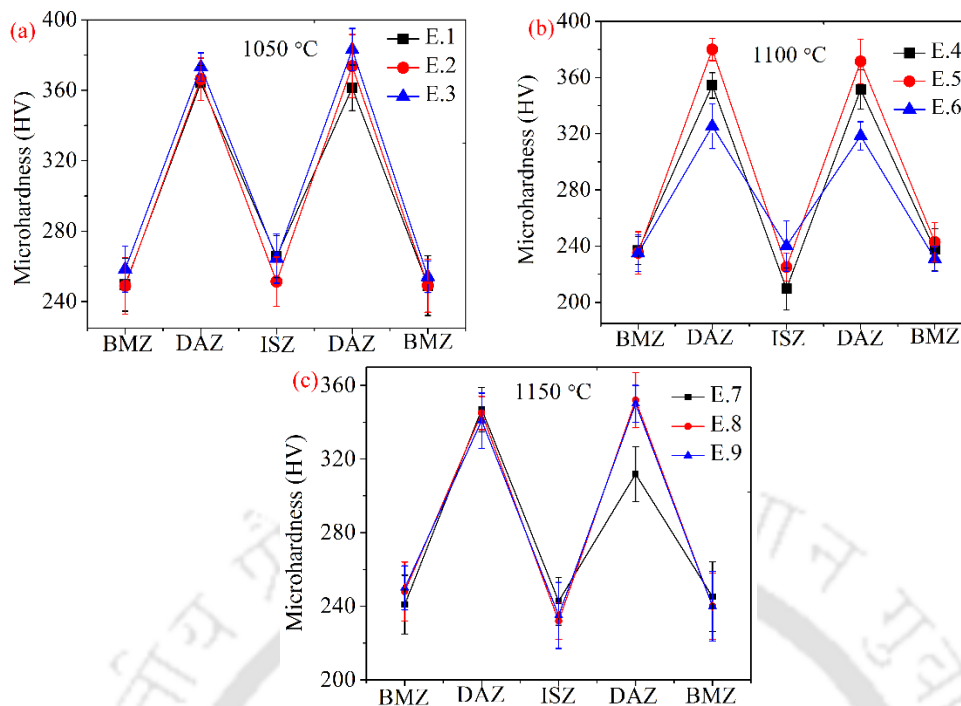 (a)
400
1050 °C
E.1
E.2
E.3
360
320
280
240
Microhardness (HV)
BMZ DAZ ISZ DAZ BMZ
(b)
1100 °C
E.4
E.5
E.6
360
320
280
240
200
Microhardness (HV)
BMZ DAZ ISZ DAZ BMZ
(c)
1150 °C
E.7
E.8
E.9
360
320
280
240
200
Microhardness (HV)
BMZ DAZ ISZ DAZ BMZ